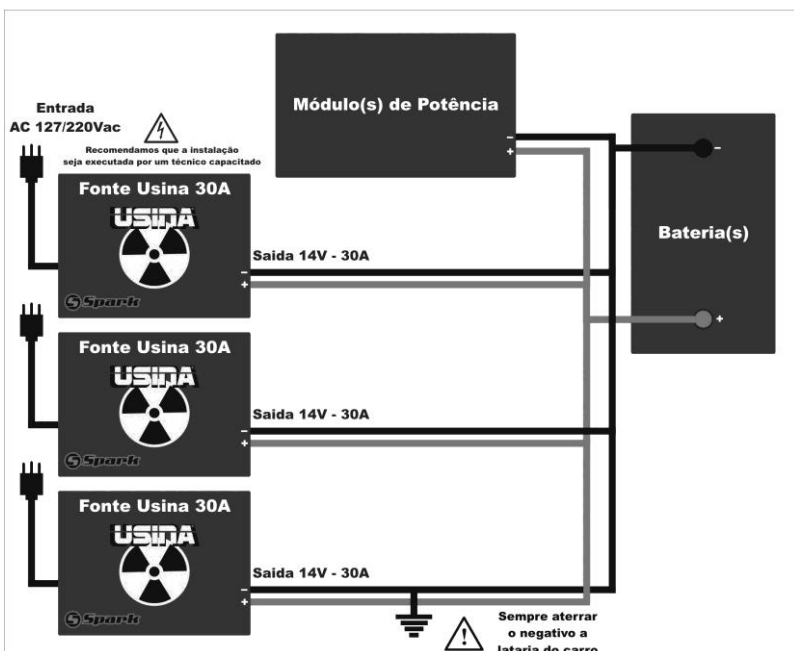 Módulo(s) de Potência
-
+
Entrada
AC 127/220Vac
Recomendamos que a instalação
seja executada por um técnico capacitado
-
Bateria(s)
+
Fonte Usina 30A
USINA
Saida 14V - 30A
-
+
Spark
Fonte Usina 30A
USINA
Saida 14V - 30A
-
+
Spark
Fonte Usina 30A
USINA
Saida 14V - 30A
-
+
Spark
!
Sempre aterrar
o negativo a
lataria do carro